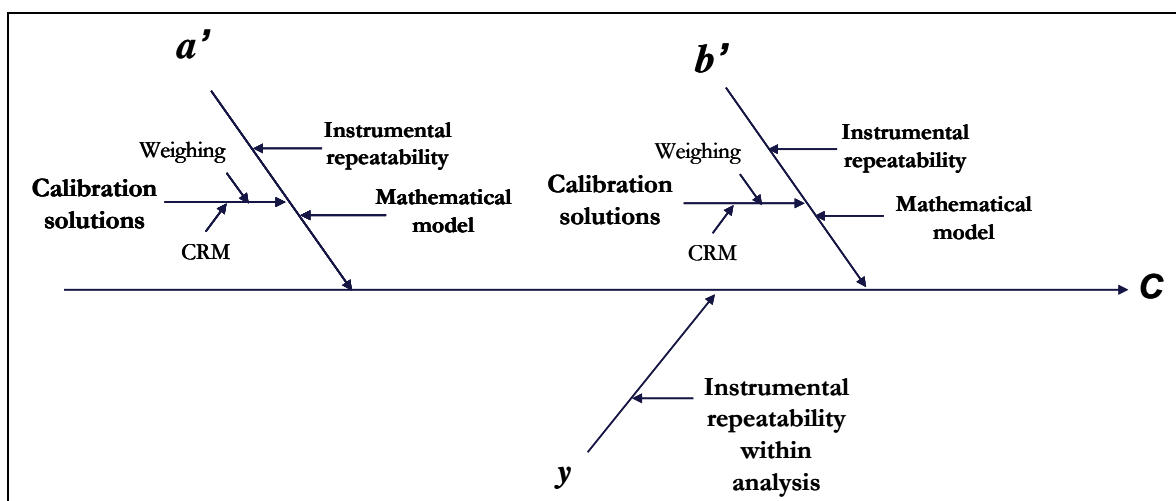 a’
b’
Instrumental
repeatability
Weighing
Calibration
solutions
Mathematical
model
CRM
Instrumental
repeatability
Weighing
Calibration
solutions
Mathematical
model
CRM
C
Instrumental
repeatability
within
analysis
y